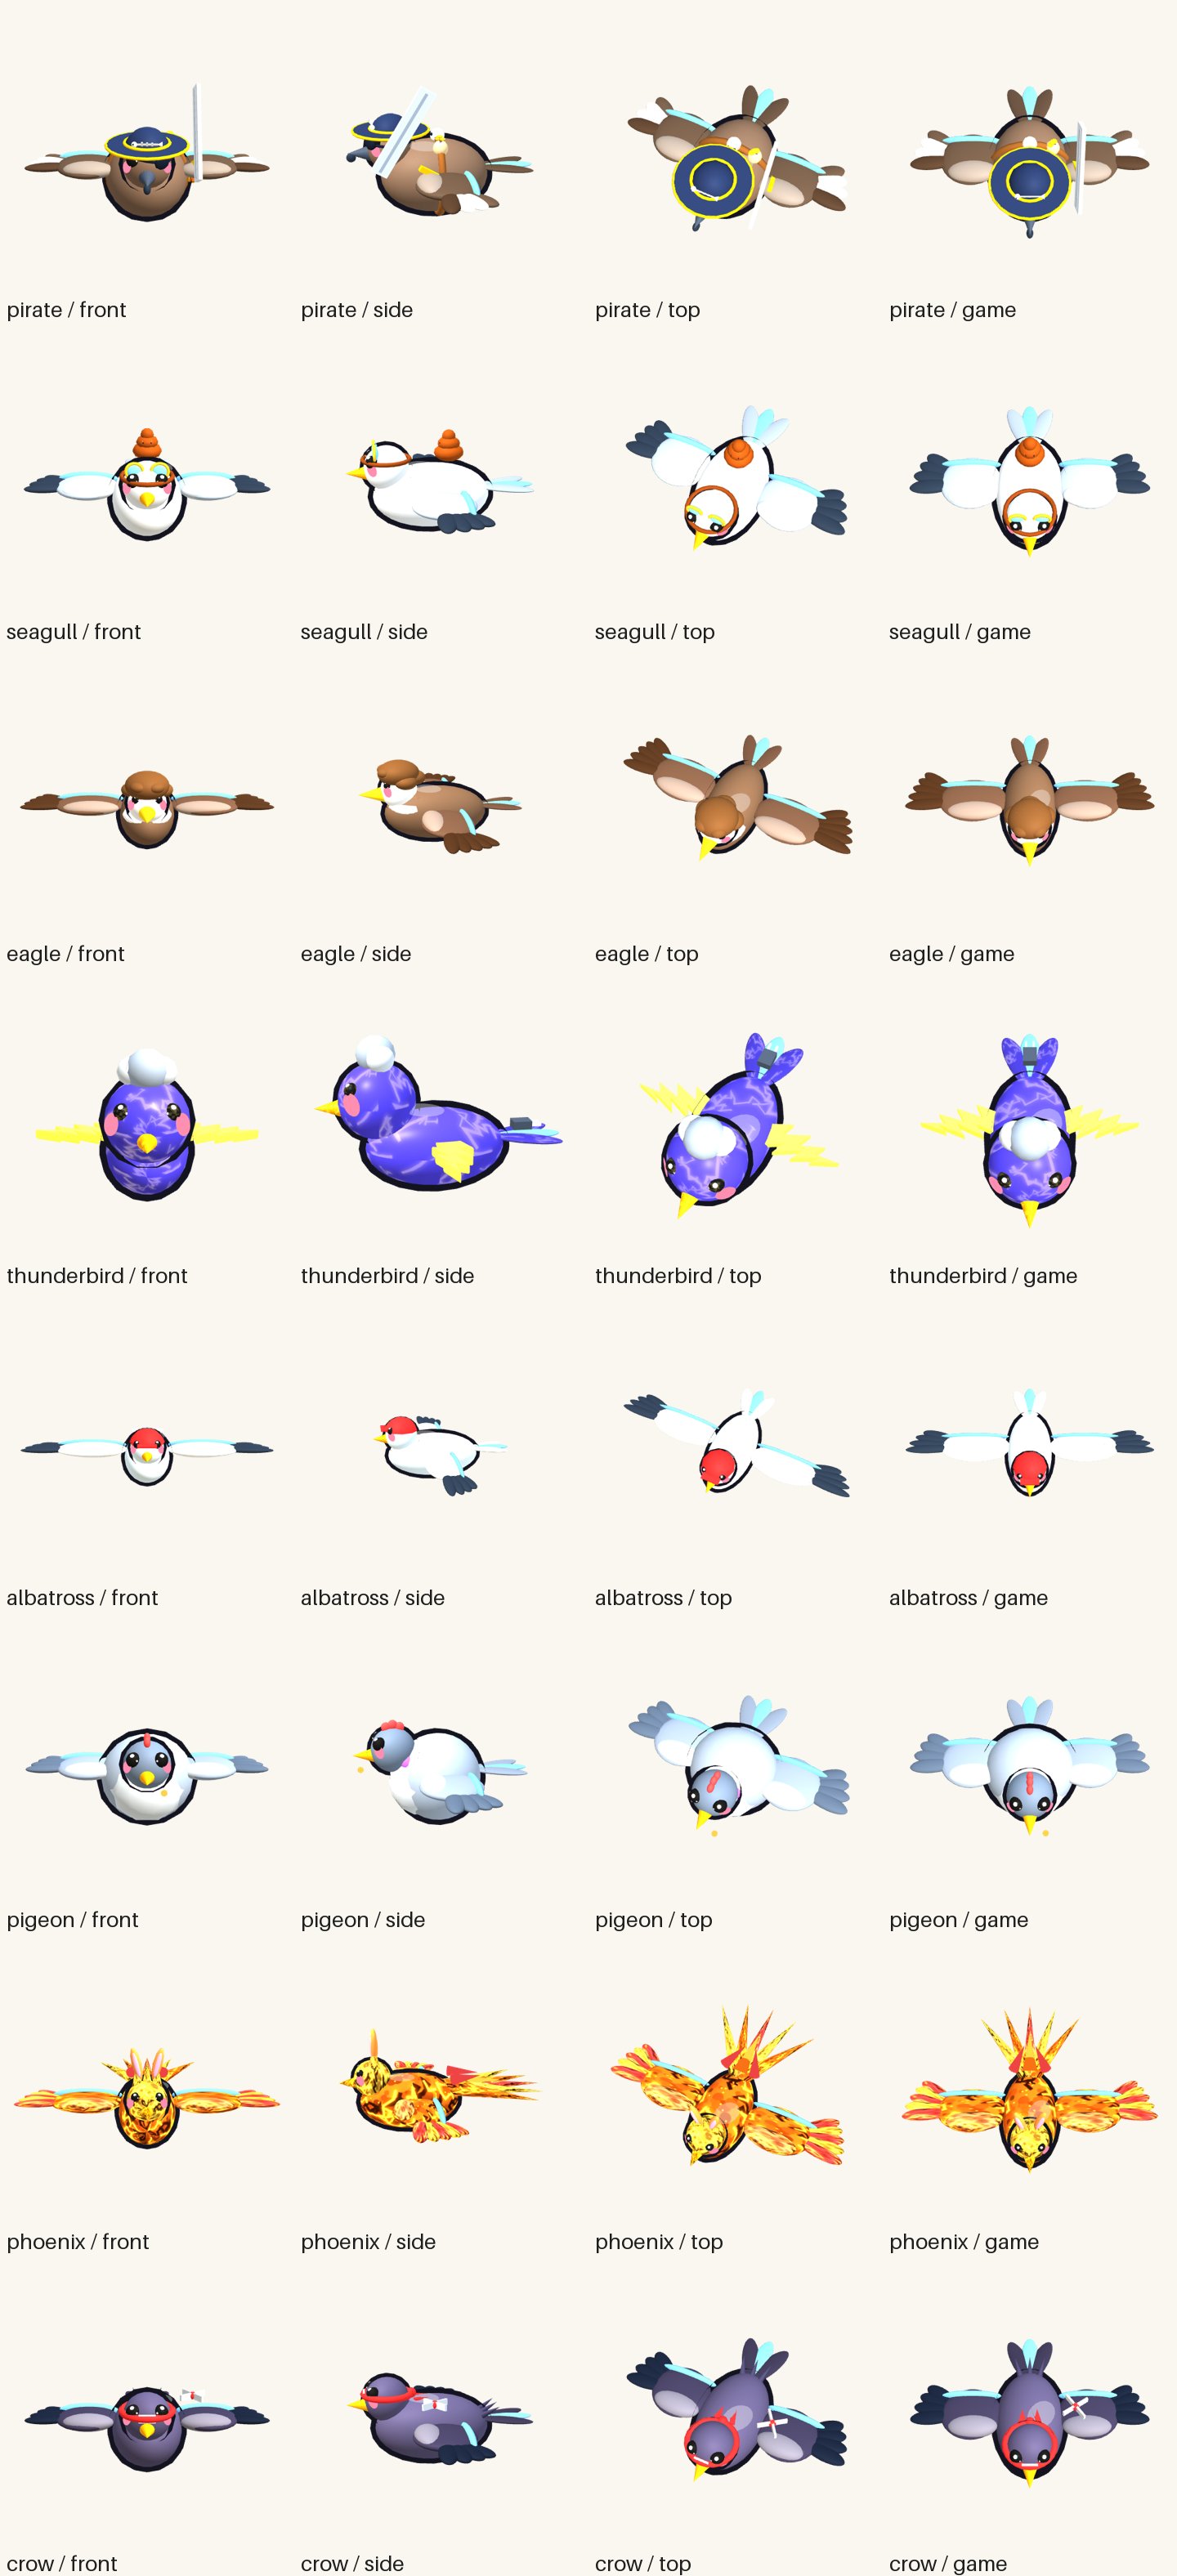 pirate / front
pirate / side
pirate / top
pirate / game
seagull / front
seagull / side
seagull / top
seagull / game
eagle / front
eagle / side
eagle / top
eagle / game
thunderbird / front
thunderbird / side
thunderbird / top
thunderbird / game
albatross / front
albatross / side
albatross / top
albatross / game
pigeon / front
pigeon / side
pigeon / top
pigeon / game
phoenix / front
phoenix / side
phoenix / top
phoenix / game
crow / front
crow / side
crow / top
crow / game